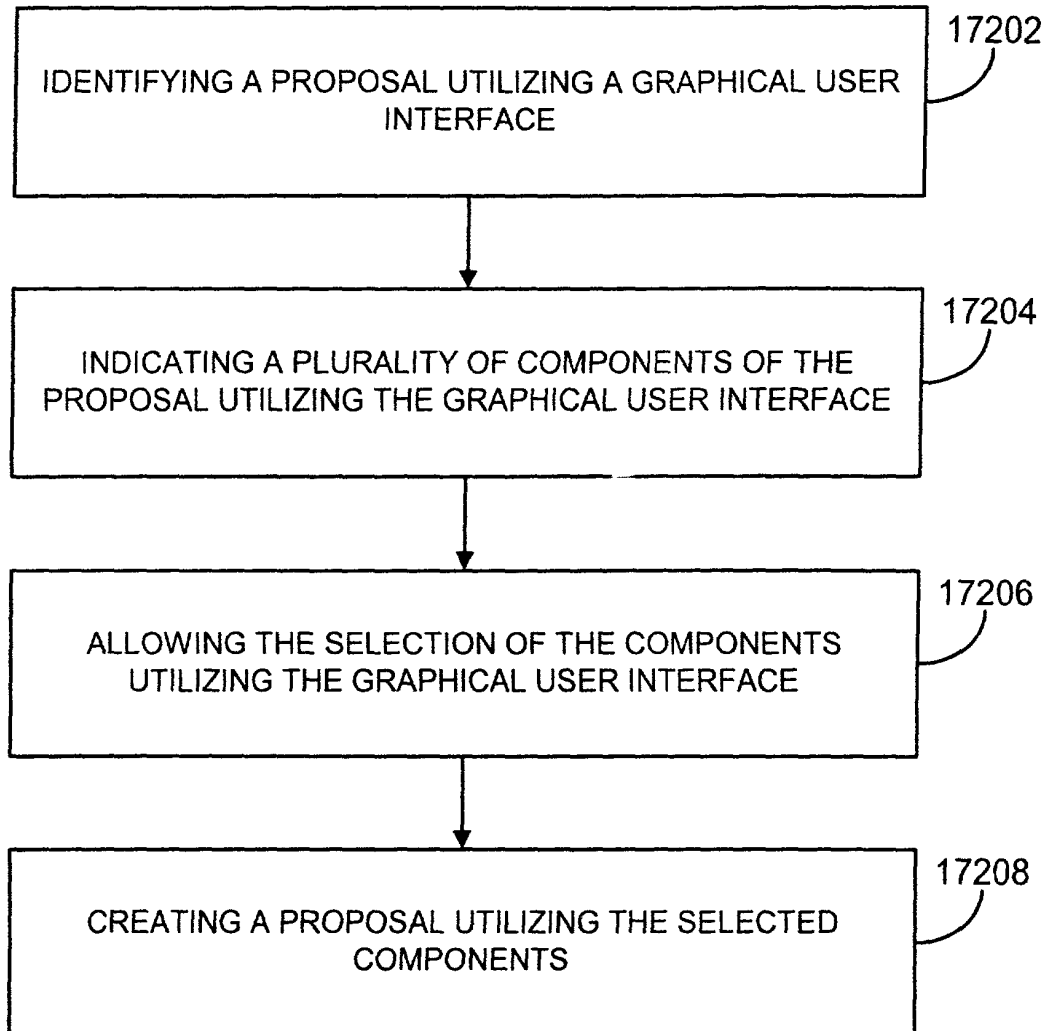 17202
IDENTIFYING A PROPOSAL UTILIZING A GRAPHICAL USER
INTERFACE
17204
INDICATING A PLURALITY OF COMPONENTS OF THE
PROPOSAL UTILIZING THE GRAPHICAL USER INTERFACE
17206
ALLOWING THE SELECTION OF THE COMPONENTS
UTILIZING THE GRAPHICAL USER INTERFACE
17208
CREATING A PROPOSAL UTILIZING THE SELECTED
COMPONENTS